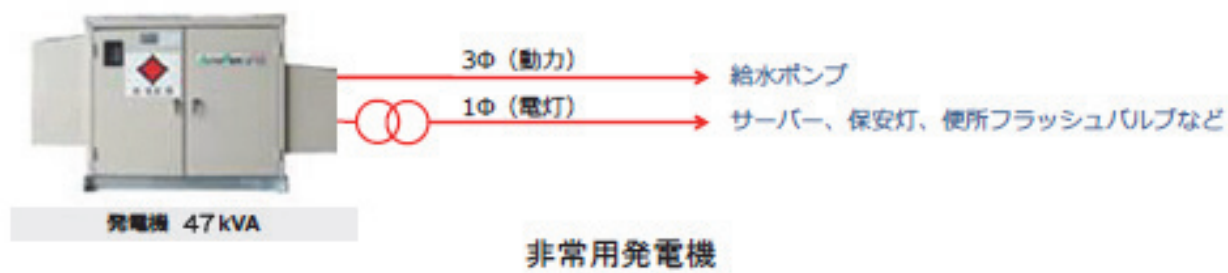 3Φ（動力）
給水ポンプ
1Φ（電灯）
サーバー、保安灯、便所フラッシュバルブなど
発電機 47kVA
非常用発電機